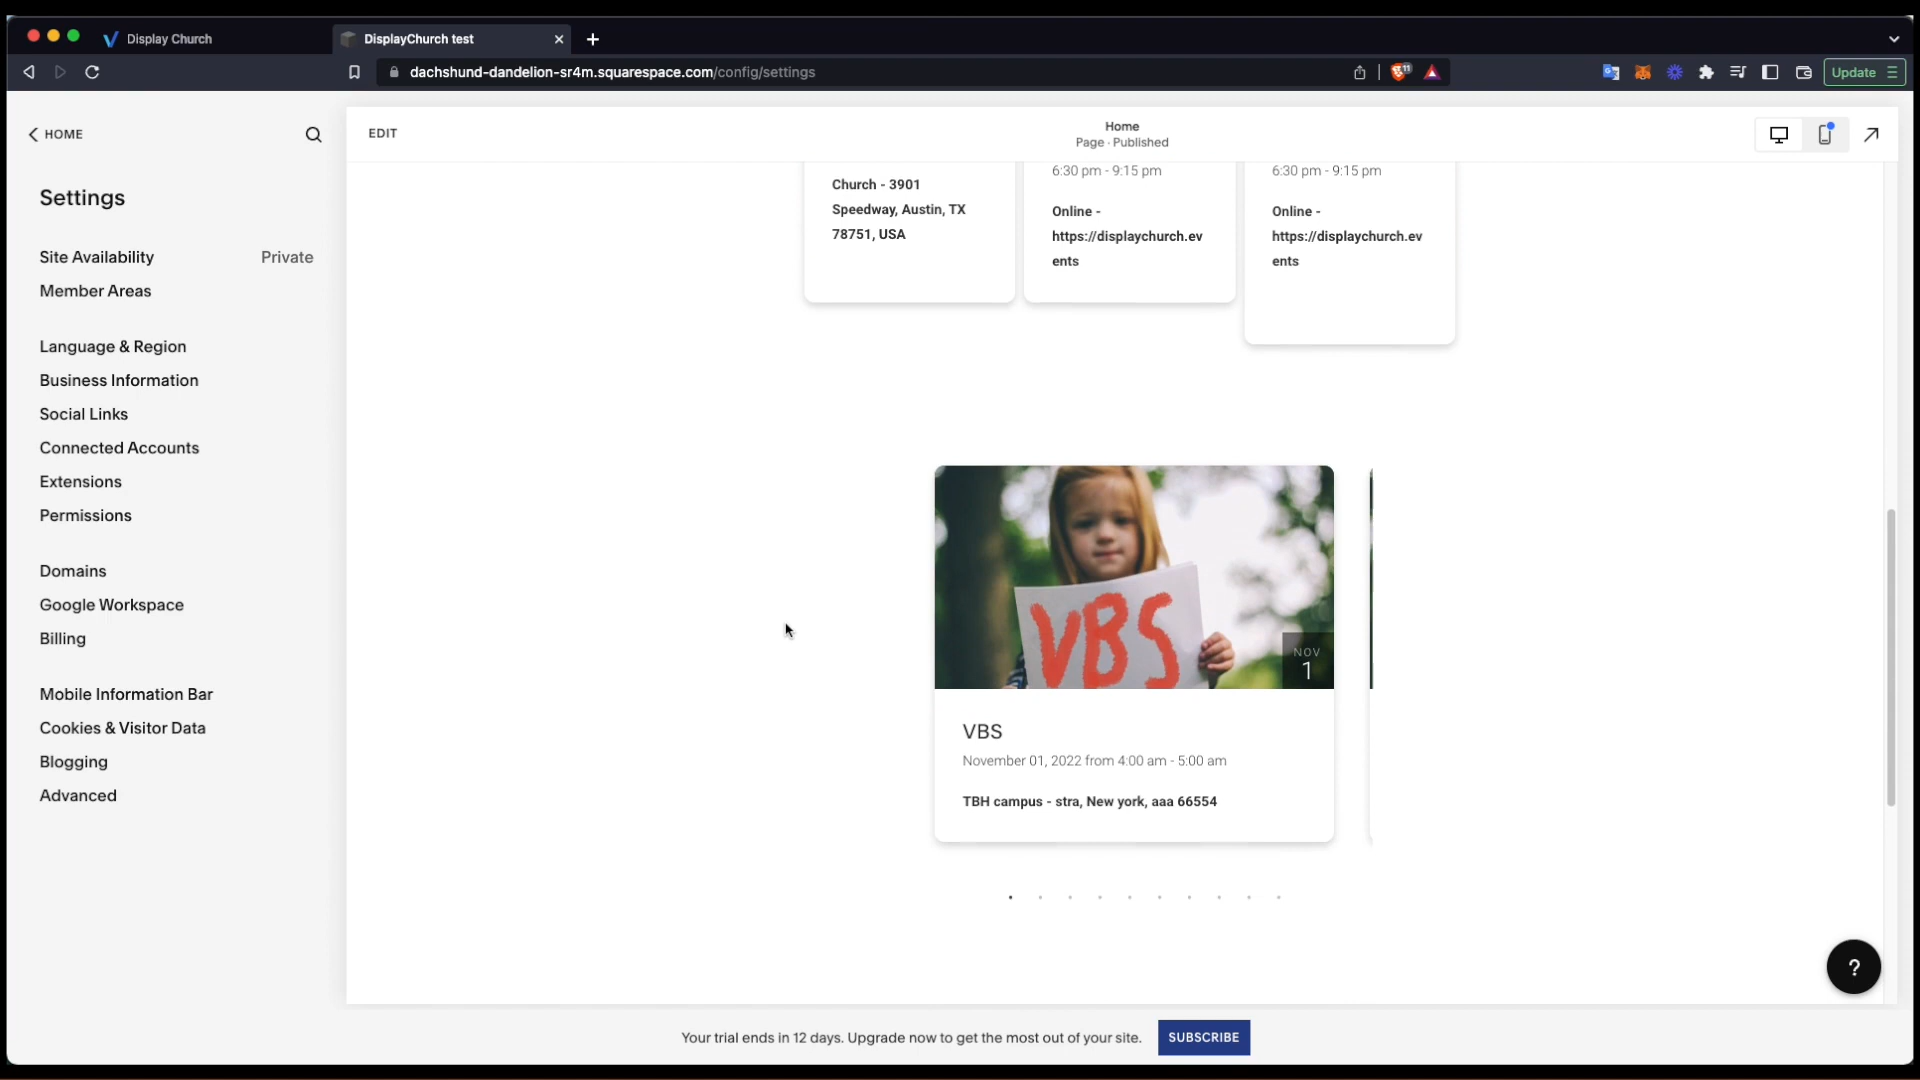 Display Church
DisplayChurch test
dachshund-dandelion-sr4m.squarespace.com/config/settings
11
Update
HOME
Settings
Site Availability Private
Member Areas
Language & Region
Business Information
Social Links
Connected Accounts
Extensions
Permissions
Domains
Google Workspace
Billing
Mobile Information Bar
Cookies & Visitor Data
Blogging
Advanced
EDIT
Home
Page · Published
Church - 3901
Speedway, Austin, TX
78751, USA
6:30 pm - 9:15 pm
Online -
https://displaychurch.ev
ents
6:30 pm - 9:15 pm
Online -
https://displaychurch.ev
ents
VBS
NOV
1
VBS
November 01, 2022 from 4:00 am - 5:00 am
TBH campus - stra, New york, aaa 66554
?
Your trial ends in 12 days. Upgrade now to get the most out of your site.
SUBSCRIBE